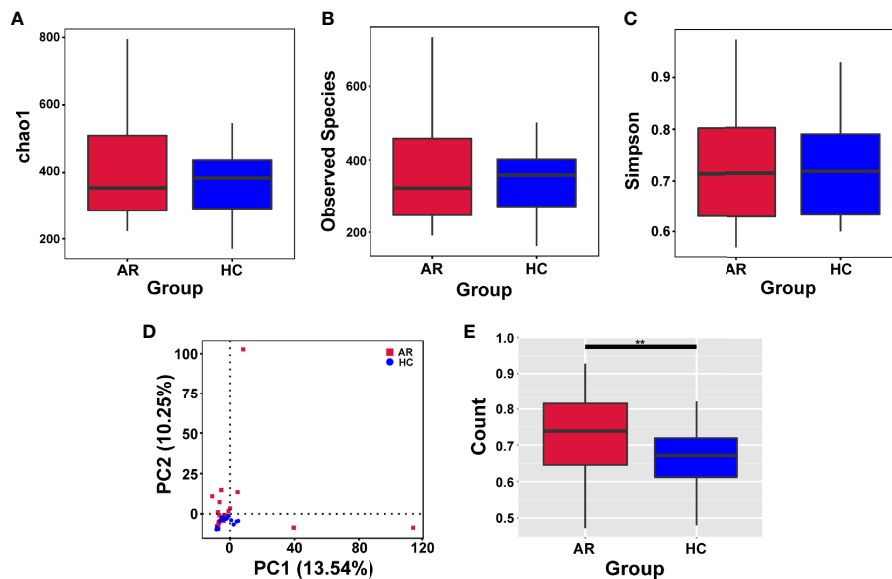 A
chao1
800
600
400
200
AR
HC
Group
B
Observed Species
600
400
200
AR
HC
Group
C
Simpson
0.9
0.8
0.7
0.6
AR
HC
Group
D
PC2 (10.25%)
100
75
50
25
0
AR
HC
0
40
80
120
PC1 (13.54%)
E
Count
1.0
0.9
0.8
0.7
0.6
0.5
**
AR
HC
Group